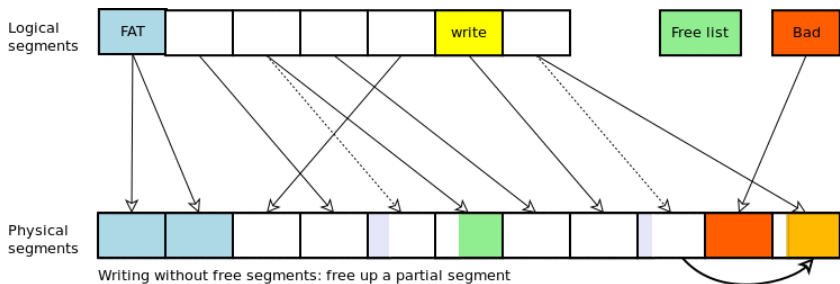 Logical
segments
FAT
write
Free list
Bad
Physical
segments
Writing without free segments: free up a partial segment